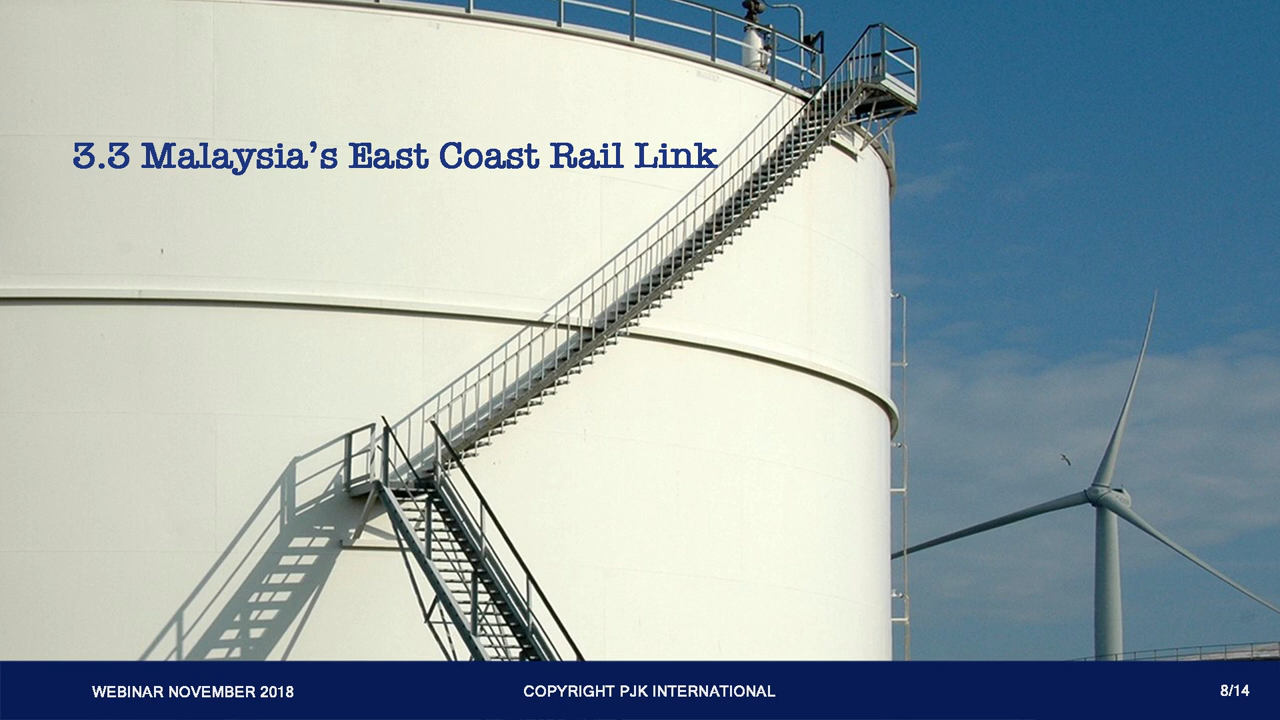 3.3 Malaysia’s East Coast Rail Link
WEBINAR NOVEMBER 2018
COPYRIGHT PJK INTERNATIONAL
8/14